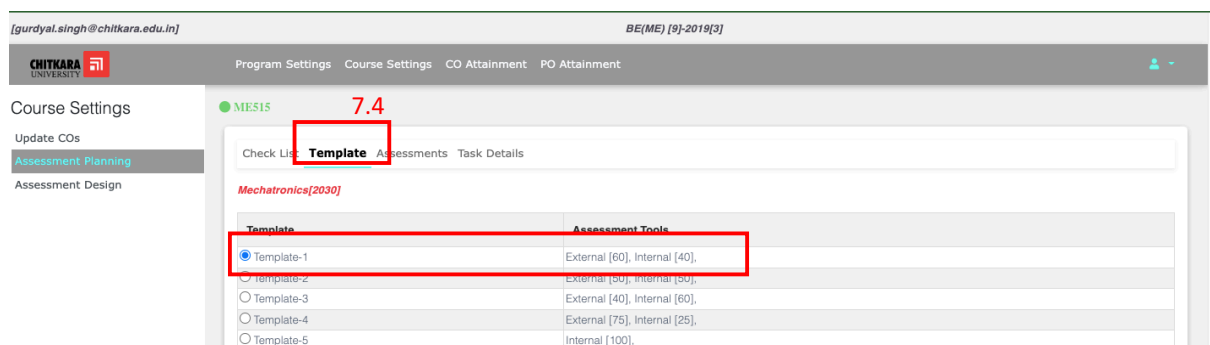 [gurdyal.singh@chitkara.edu.in] BE(ME) [9]-2019[3]
CHITKARA
UNIVERSITY
Program Settings Course Settings CO Attainment PO Attainment
Course Settings
Update COs
Assessment Planning
Assessment Design
ME515
7.4
Check List Template Assessments Task Details
Mechatronics[2030]
Template Assessment Tools
Template-1 External [60], Internal [40],
Template-2 External [50], Internal [50],
Template-3 External [40], Internal [60],
Template-4 External [75], Internal [25],
Template-5 Internal [100],